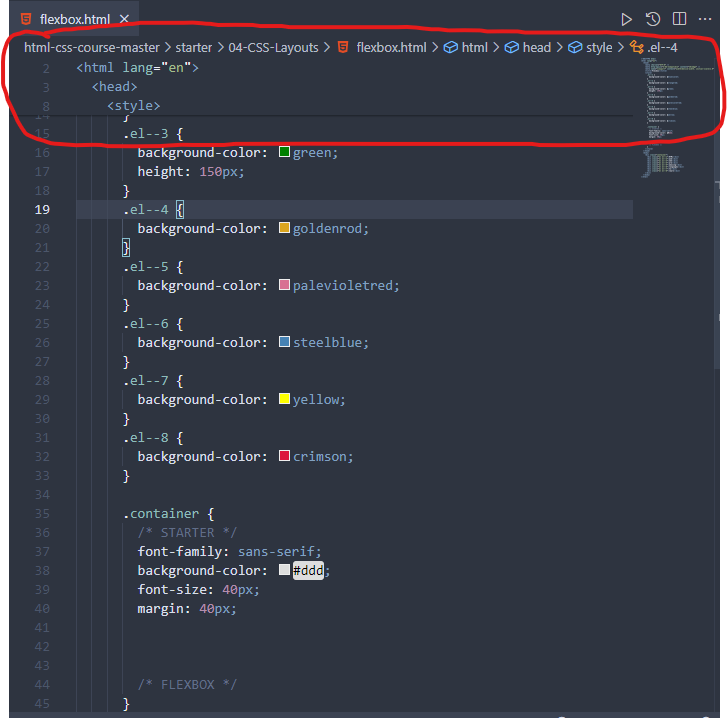 flexbox.html
html-css-course-master > starter > 04-CSS-Layouts > flexbox.html > html > head > style > .el--4
2 <html lang="en">
3 <head>
8 <style>
14 }
15 .el--3 {
16 background-color: green;
17 height: 150px;
18 }
19 .el--4 {
20 background-color: goldenrod;
21 }
22 .el--5 {
23 background-color: palevioletred;
24 }
25 .el--6 {
26 background-color: steelblue;
27 }
28 .el--7 {
29 background-color: yellow;
30 }
31 .el--8 {
32 background-color: crimson;
33 }
34
35 .container {
36 /* STARTER */
37 font-family: sans-serif;
38 background-color: #ddd;
39 font-size: 40px;
40 margin: 40px;
41
42
43
44 /* FLEXBOX */
45 }